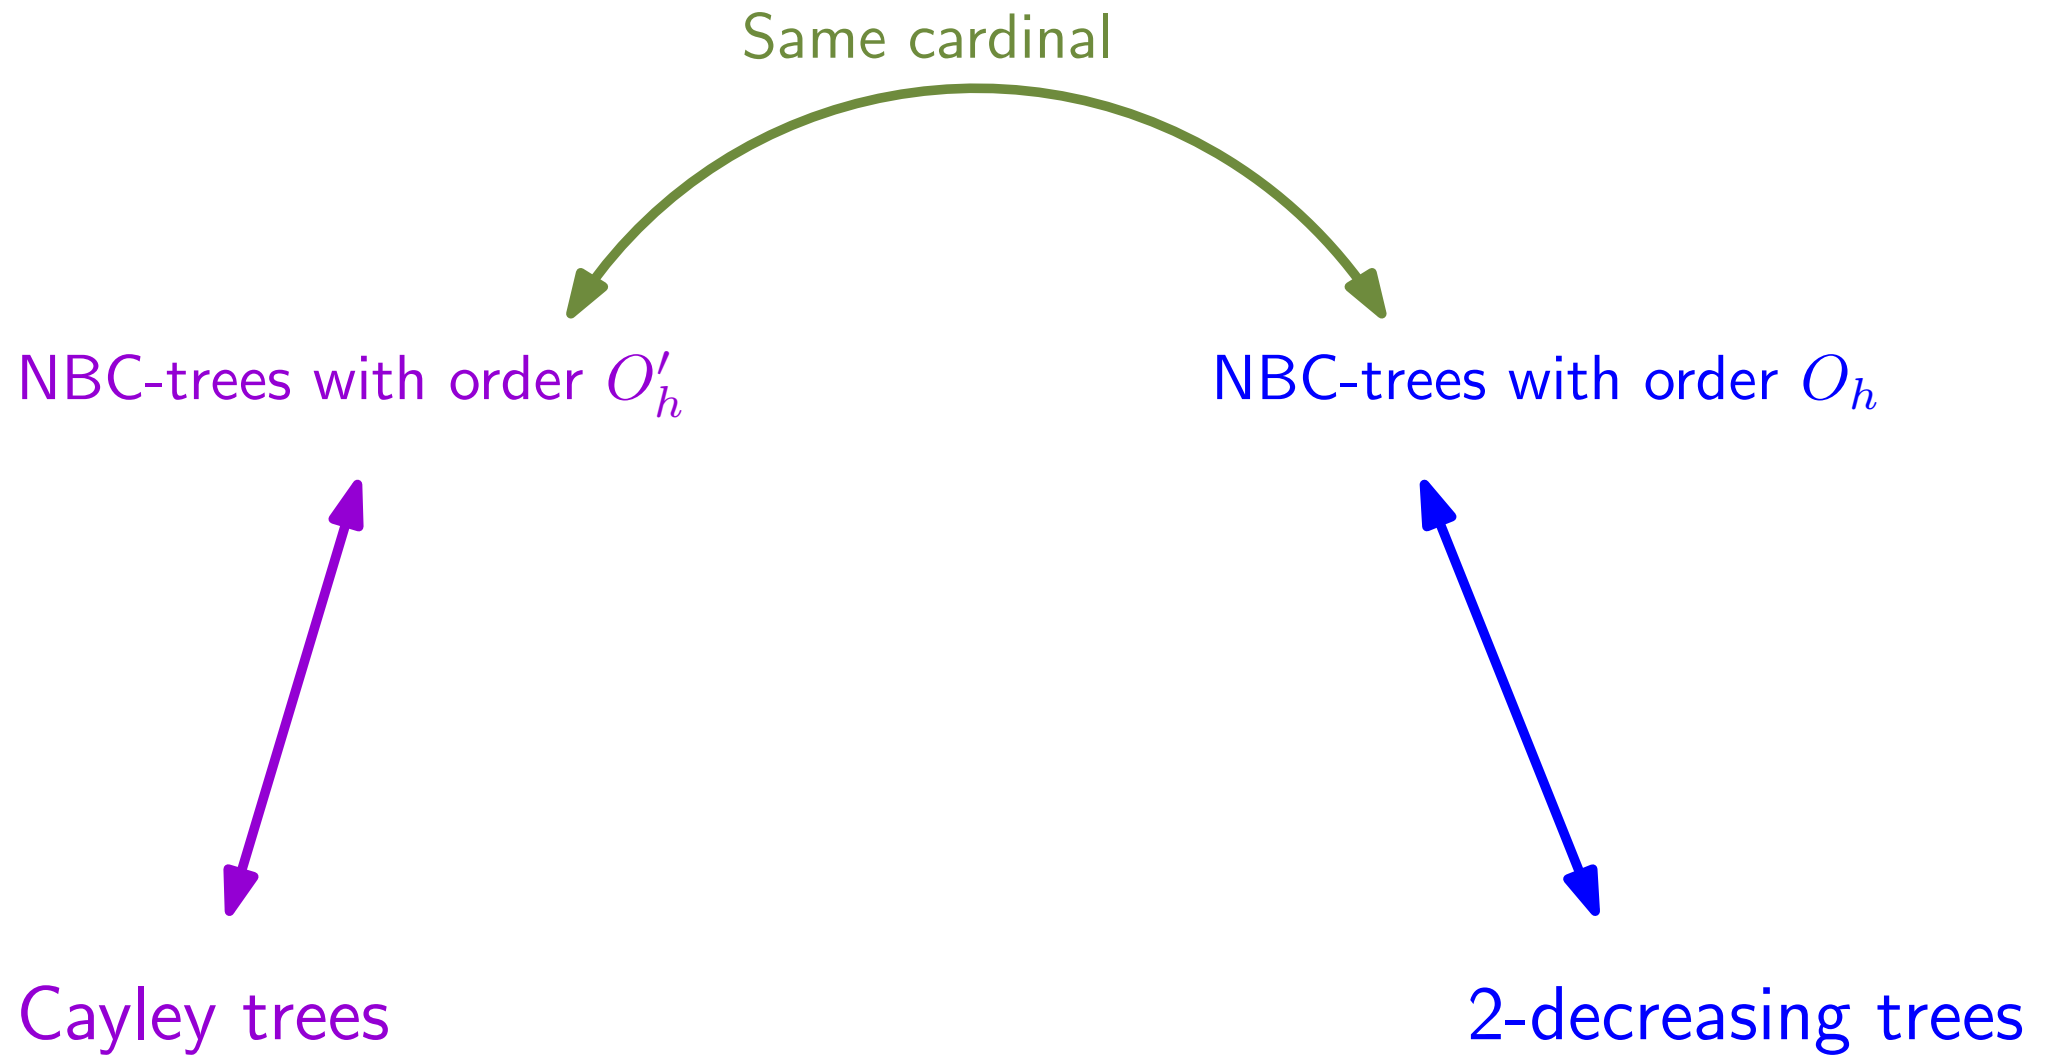 Same cardinal
NBC-trees with order $O'_h$
NBC-trees with order $O_h$
Cayley trees
2-decreasing trees